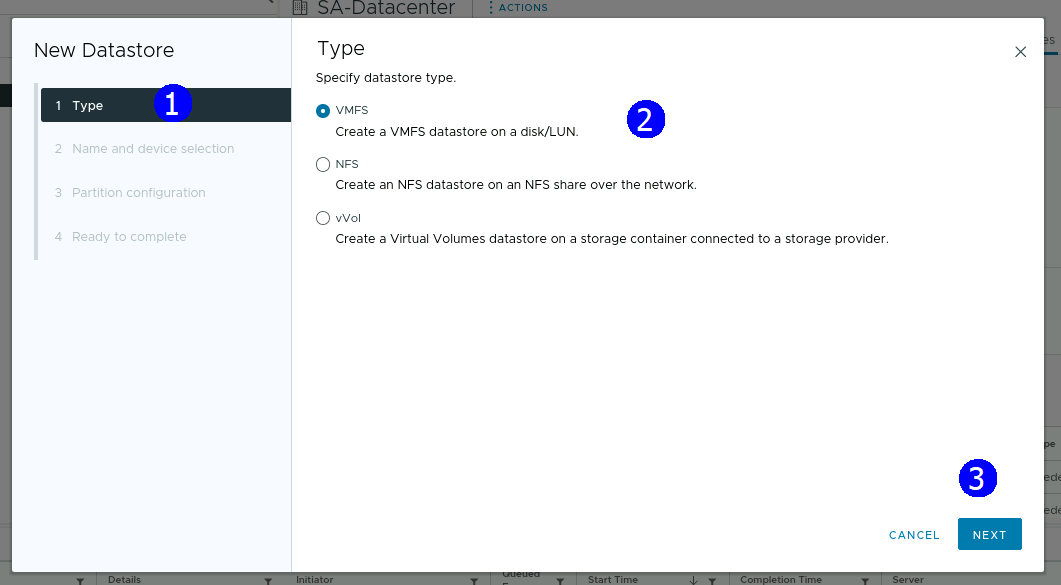 SA-Datacenter
ACTIONS
New Datastore
1 Type
1
2 Name and device selection
3 Partition configuration
4 Ready to complete
Type
Specify datastore type.
VMFS
Create a VMFS datastore on a disk/LUN.
2
NFS
Create an NFS datastore on an NFS share over the network.
vVol
Create a Virtual Volumes datastore on a storage container connected to a storage provider.
3
CANCEL
NEXT
Details
Initiator
Queued
Start Time
Completion Time
Server